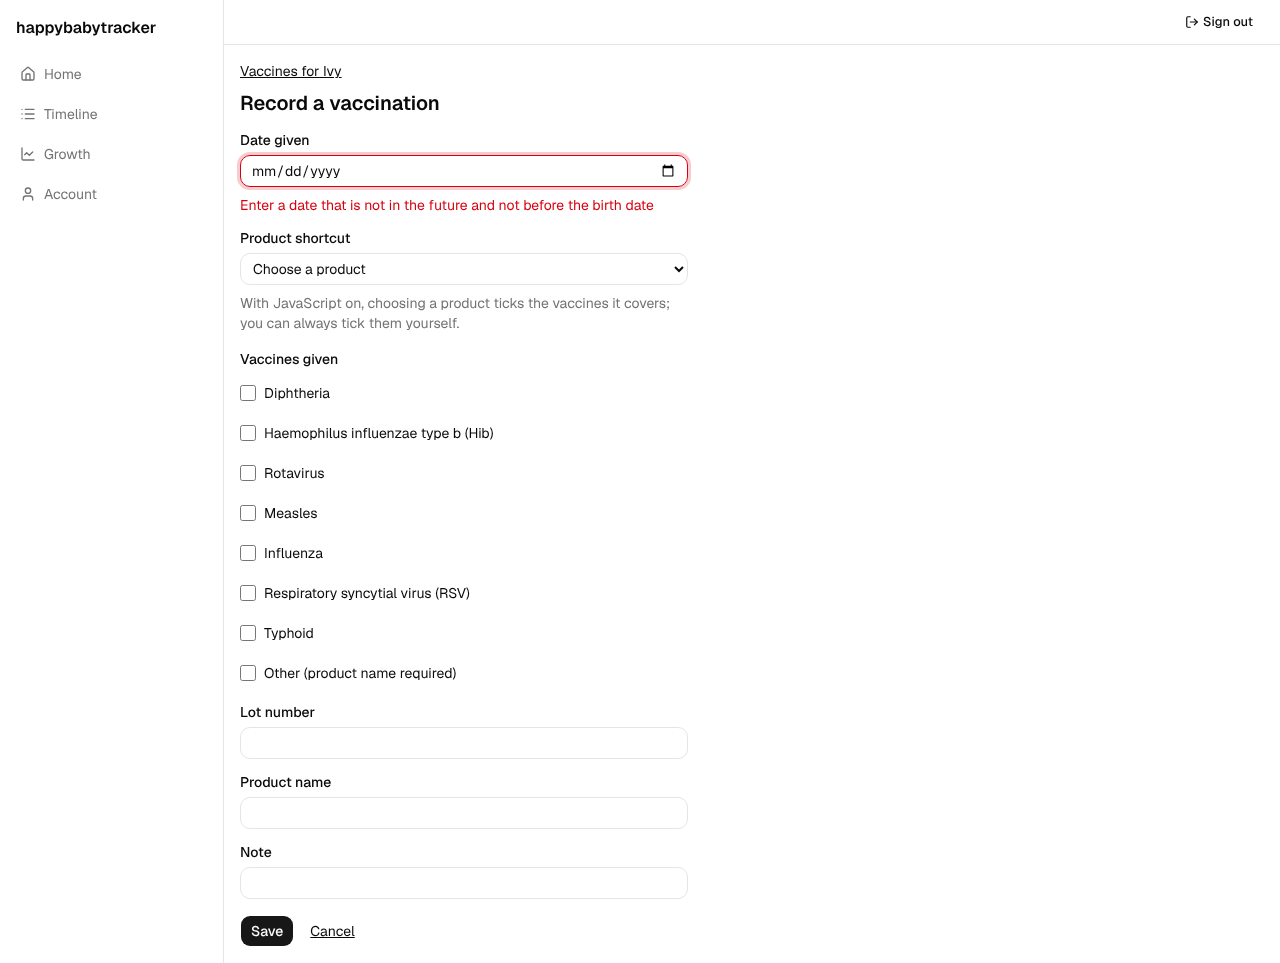 happybabytracker
Sign out
Home
Timeline
Growth
Account
Vaccines for Ivy
Record a vaccination
Date given
mm/dd/yyyy
Enter a date that is not in the future and not before the birth date
Product shortcut
Choose a product
With JavaScript on, choosing a product ticks the vaccines it covers;
you can always tick them yourself.
Vaccines given
Diphtheria
Haemophilus influenzae type b (Hib)
Rotavirus
Measles
Influenza
Respiratory syncytial virus (RSV)
Typhoid
Other (product name required)
Lot number
Product name
Note
Save
Cancel